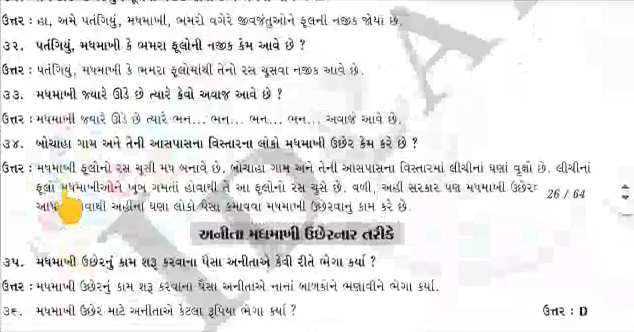 ઉત્તર : હા, અમે પતંગિયું, મધમાખી, ભમરો વગેરે જીવજંતુઓને ફૂલની નજીક જોયાં છે.
૩૨. પતંગિયું, મધમાખી કે ભમરા ફૂલોની નજીક કેમ આવે છે ?
ઉત્તર : પતંગિયું, મધમાખી કે ભમરા ફૂલોમાંથી તેનો રસ ચૂસવા નજીક આવે છે.
૩૩. મધમાખી જ્યારે ઊડે છે ત્યારે કેવો અવાજ આવે છે ?
ઉત્તર : મધમાખી જ્યારે ઊડે છે ત્યારે ભન... ભન... ભન... ભન... અવાજ આવે છે.
૩૪. બોચાહા ગામ અને તેની આસપાસના વિસ્તારના લોકો મધમાખી ઉછેર કેમ કરે છે ?
ઉત્તર : મધમાખી ફૂલોનો રસ ચૂસી મધ બનાવે છે. બોચાહા ગામ અને તેની આસપાસના વિસ્તારમાં લીચીનાં ઘણાં વૃક્ષો છે. લીચીનાં
ફૂલો મધમાખીઓને ખૂબ ગમતાં હોવાથી તે આ ફૂલોનો રસ ચૂસે છે. વળી, અહીં સરકાર પણ મધમાખી 26 / 64
અહીંના ઘણા લોકો પૈસા કમાવવા મધમાખી ઉછેરવાનું કામ કરે છે.
અનીતા મધમાખી ઉછેરનાર તરીકે
૩૫. મધમાખી ઉછેરનું કામ શરૂ કરવાના પૈસા અનીતાએ કેવી રીતે ભેગા કર્યા ?
ઉત્તર : મધમાખી ઉછેરનું કામ શરૂ કરવાના પૈસા અનીતાએ નાનાં બાળકોને ભણાવીને ભેગા કર્યા.
૩૬. મધમાખી ઉછેર માટે અનીતાએ કેટલા રૂપિયા ભેગા કર્યા ? ઉત્તર : D